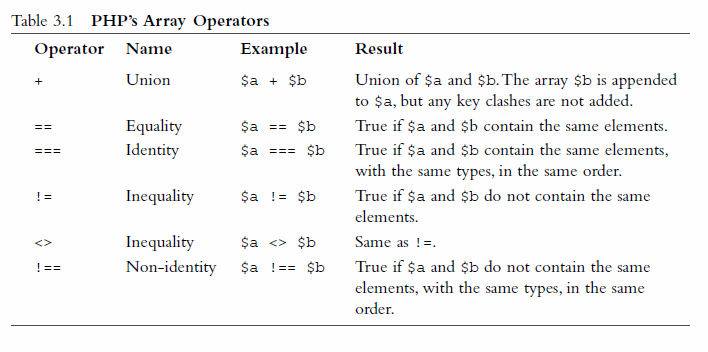 Table 3.1 PHP's Array Operators
Operator Name Example Result
+ Union $a + $b Union of $a and $b. The array $b is appended
to $a, but any key clashes are not added.
== Equality $a == $b True if $a and $b contain the same elements.
=== Identity $a === $b True if $a and $b contain the same elements,
with the same types, in the same order.
!= Inequality $a != $b True if $a and $b do not contain the same
elements.
<> Inequality $a <> $b Same as !=.
!== Non-identity $a !== $b True if $a and $b do not contain the same
elements, with the same types, in the same
order.